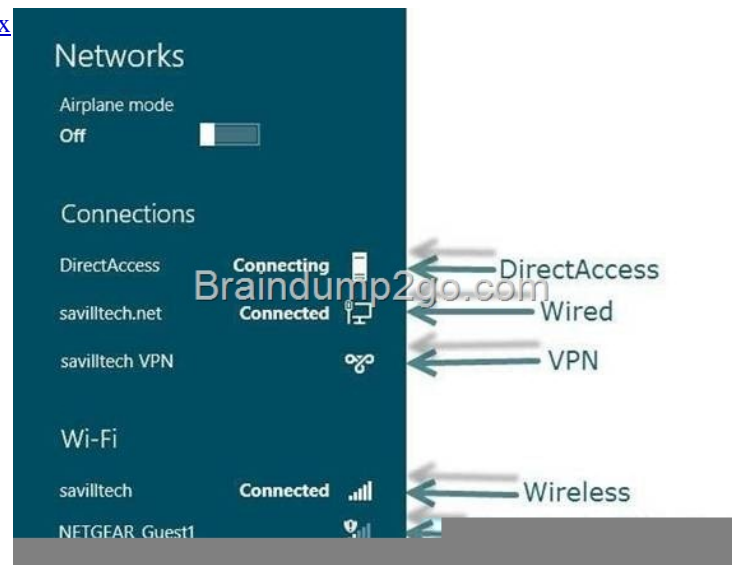 x
Networks
Airplane mode
Off
Connections
DirectAccess Connecting DirectAccess
Braindump2go.com
savilltech.net Connected Wired
savilltech VPN VPN
Wi-Fi
savilltech Connected Wireless
NETGEAR_Guest1